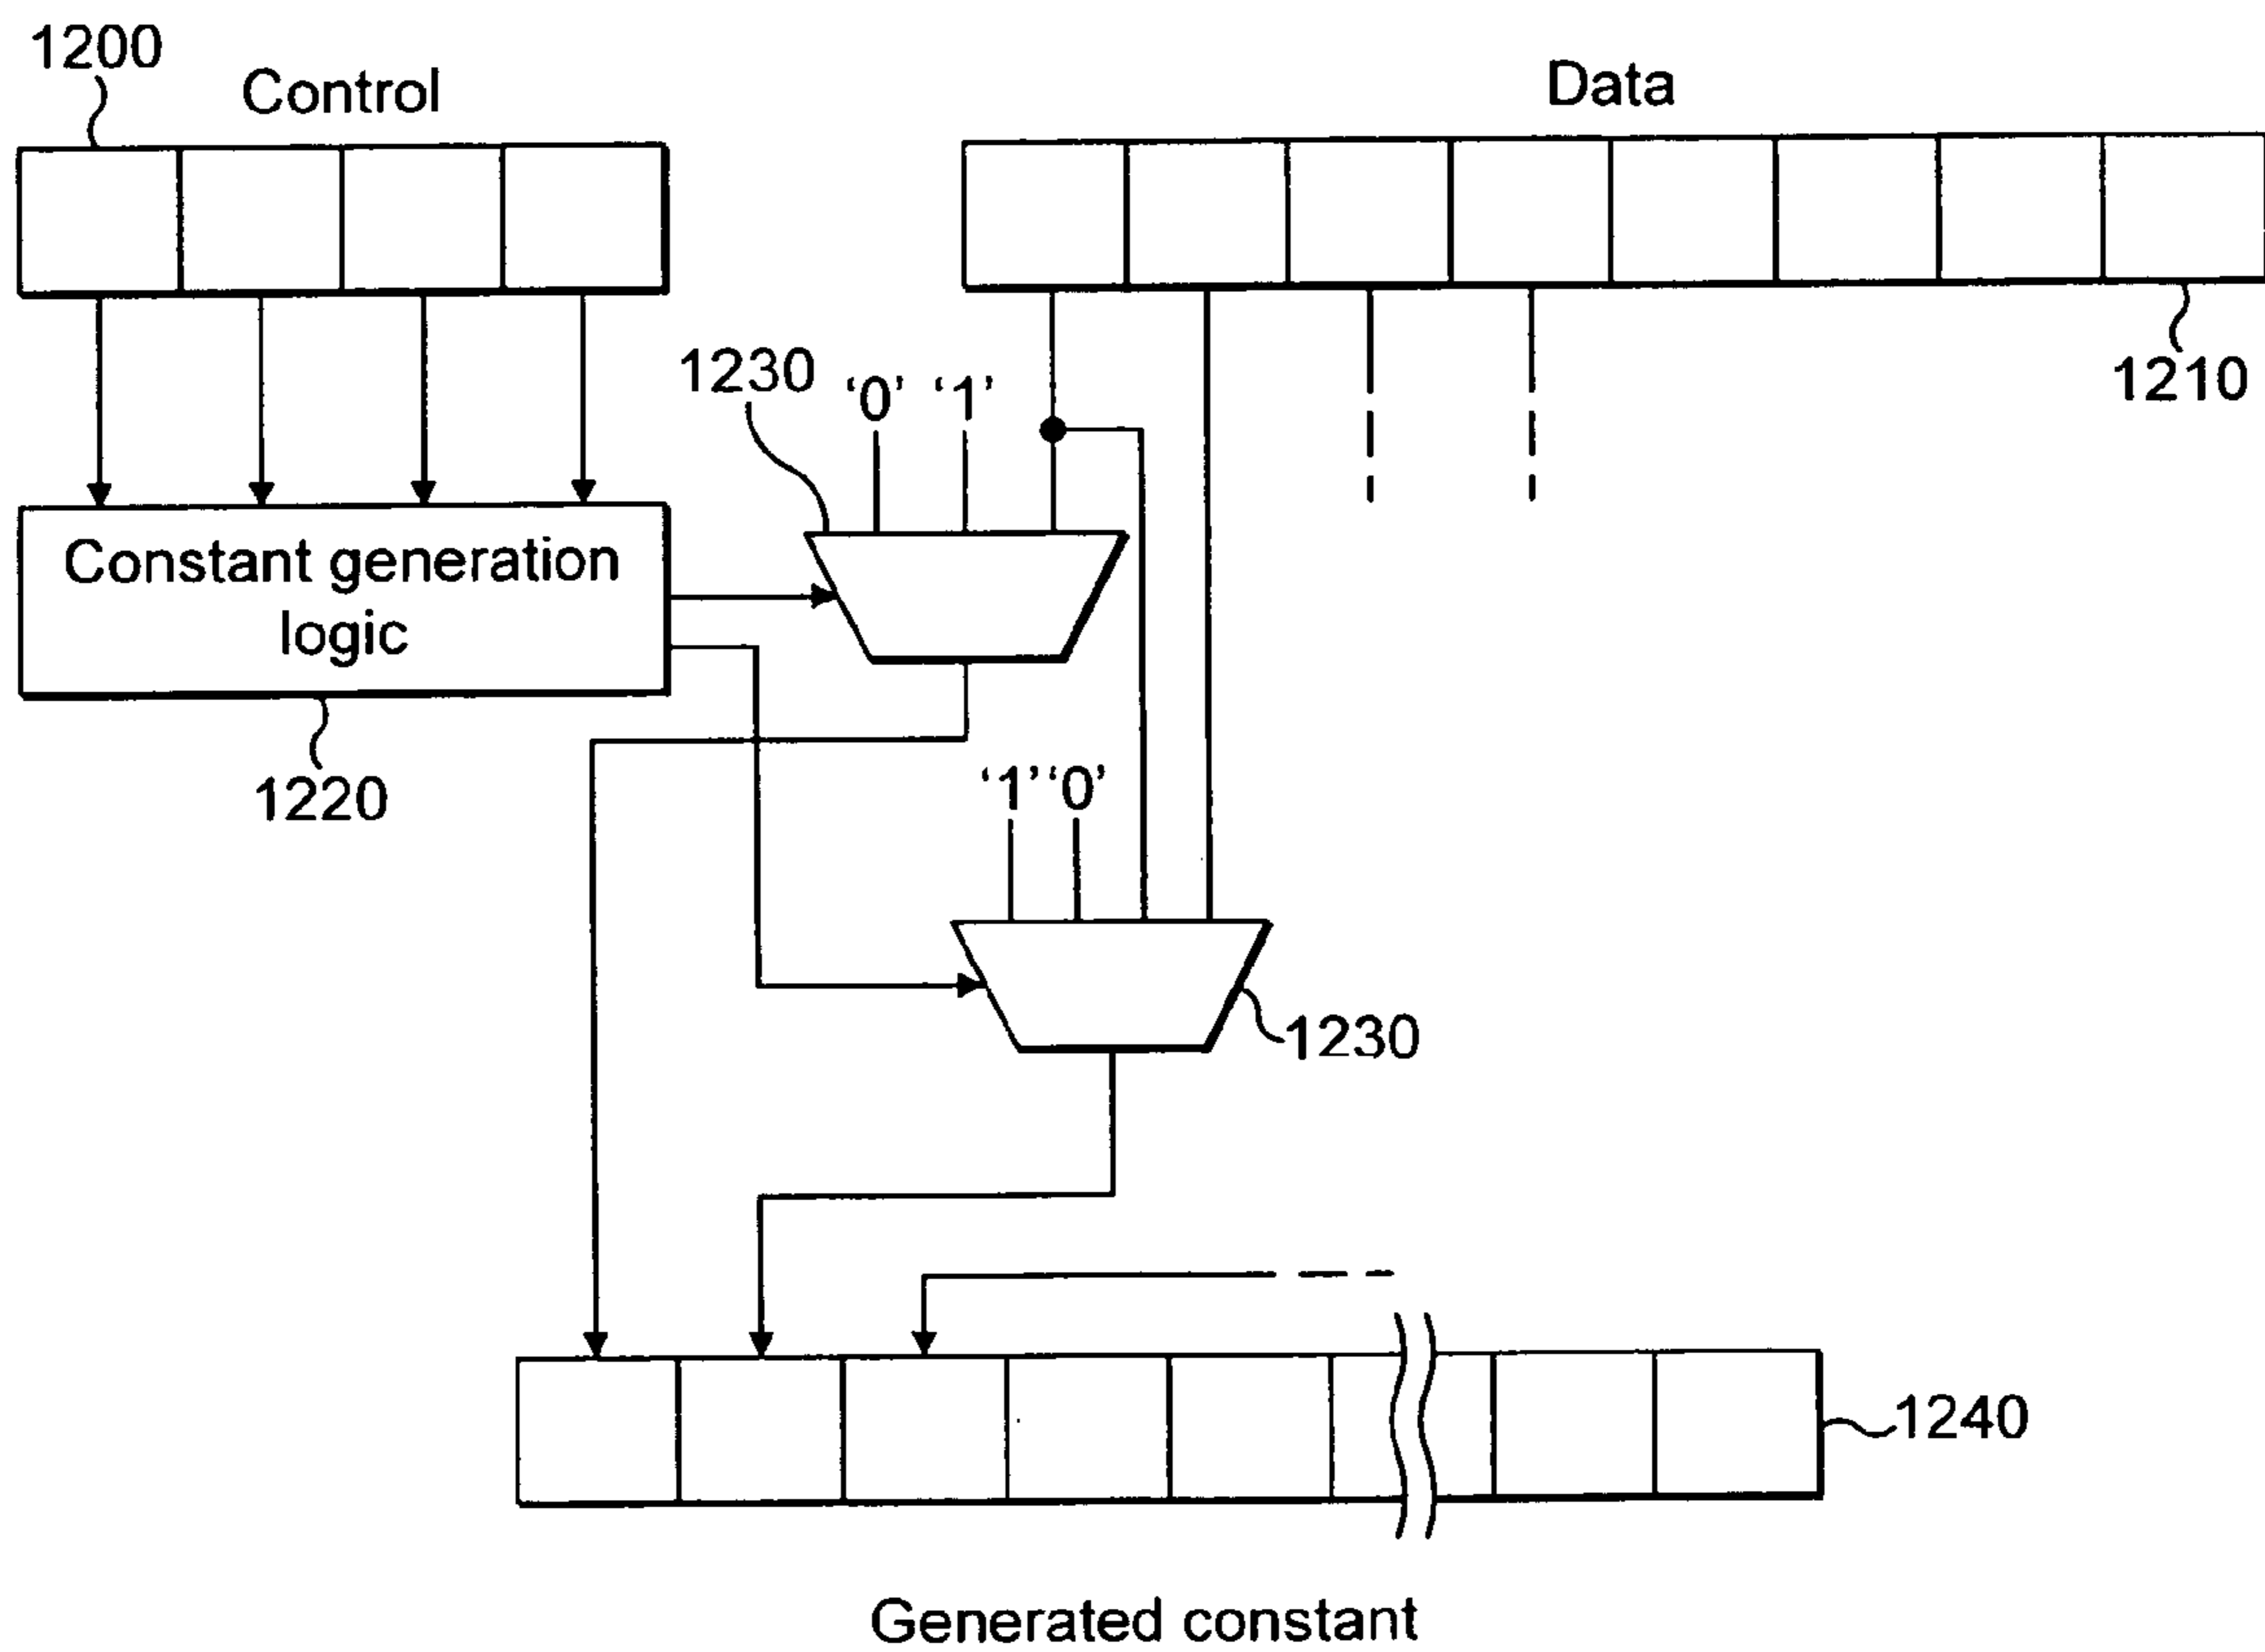 1200
Control
Data
1210
1230
‘0’ ‘1’
Constant generation
logic
1220
‘1’ ‘0’
1230
1240
Generated constant